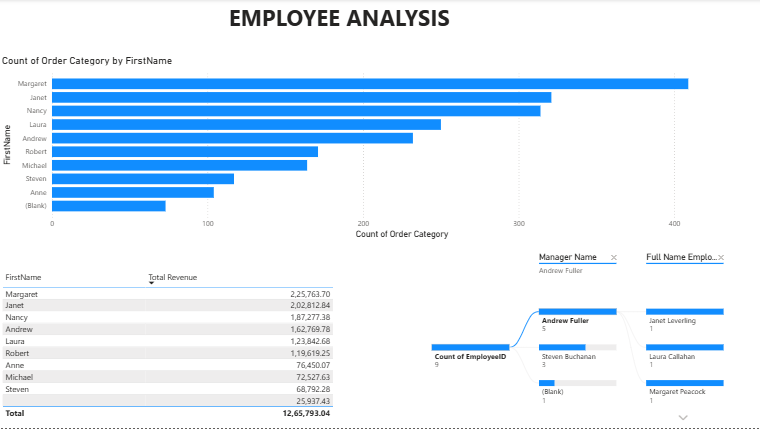 EMPLOYEE ANALYSIS
Count of Order Category by FirstName
FirstName
Margaret
Janet
Nancy
Laura
Andrew
Robert
Michael
Steven
Anne
(Blank)
0 100 200 300 400
Count of Order Category
FirstName Total Revenue
Margaret 2,25,763.70
Janet 2,02,812.84
Nancy 1,87,277.38
Andrew 1,62,769.78
Laura 1,23,842.68
Robert 1,19,619.25
Anne 76,450.07
Michael 72,527.63
Steven 68,792.28
25,937.43
Total 12,65,793.04
Manager Name Full Name Emplo...
Andrew Fuller
Count of EmployeeID
9
Andrew Fuller
5
Steven Buchanan
3
(Blank)
1
Janet Leverling
1
Laura Callahan
1
Margaret Peacock
1